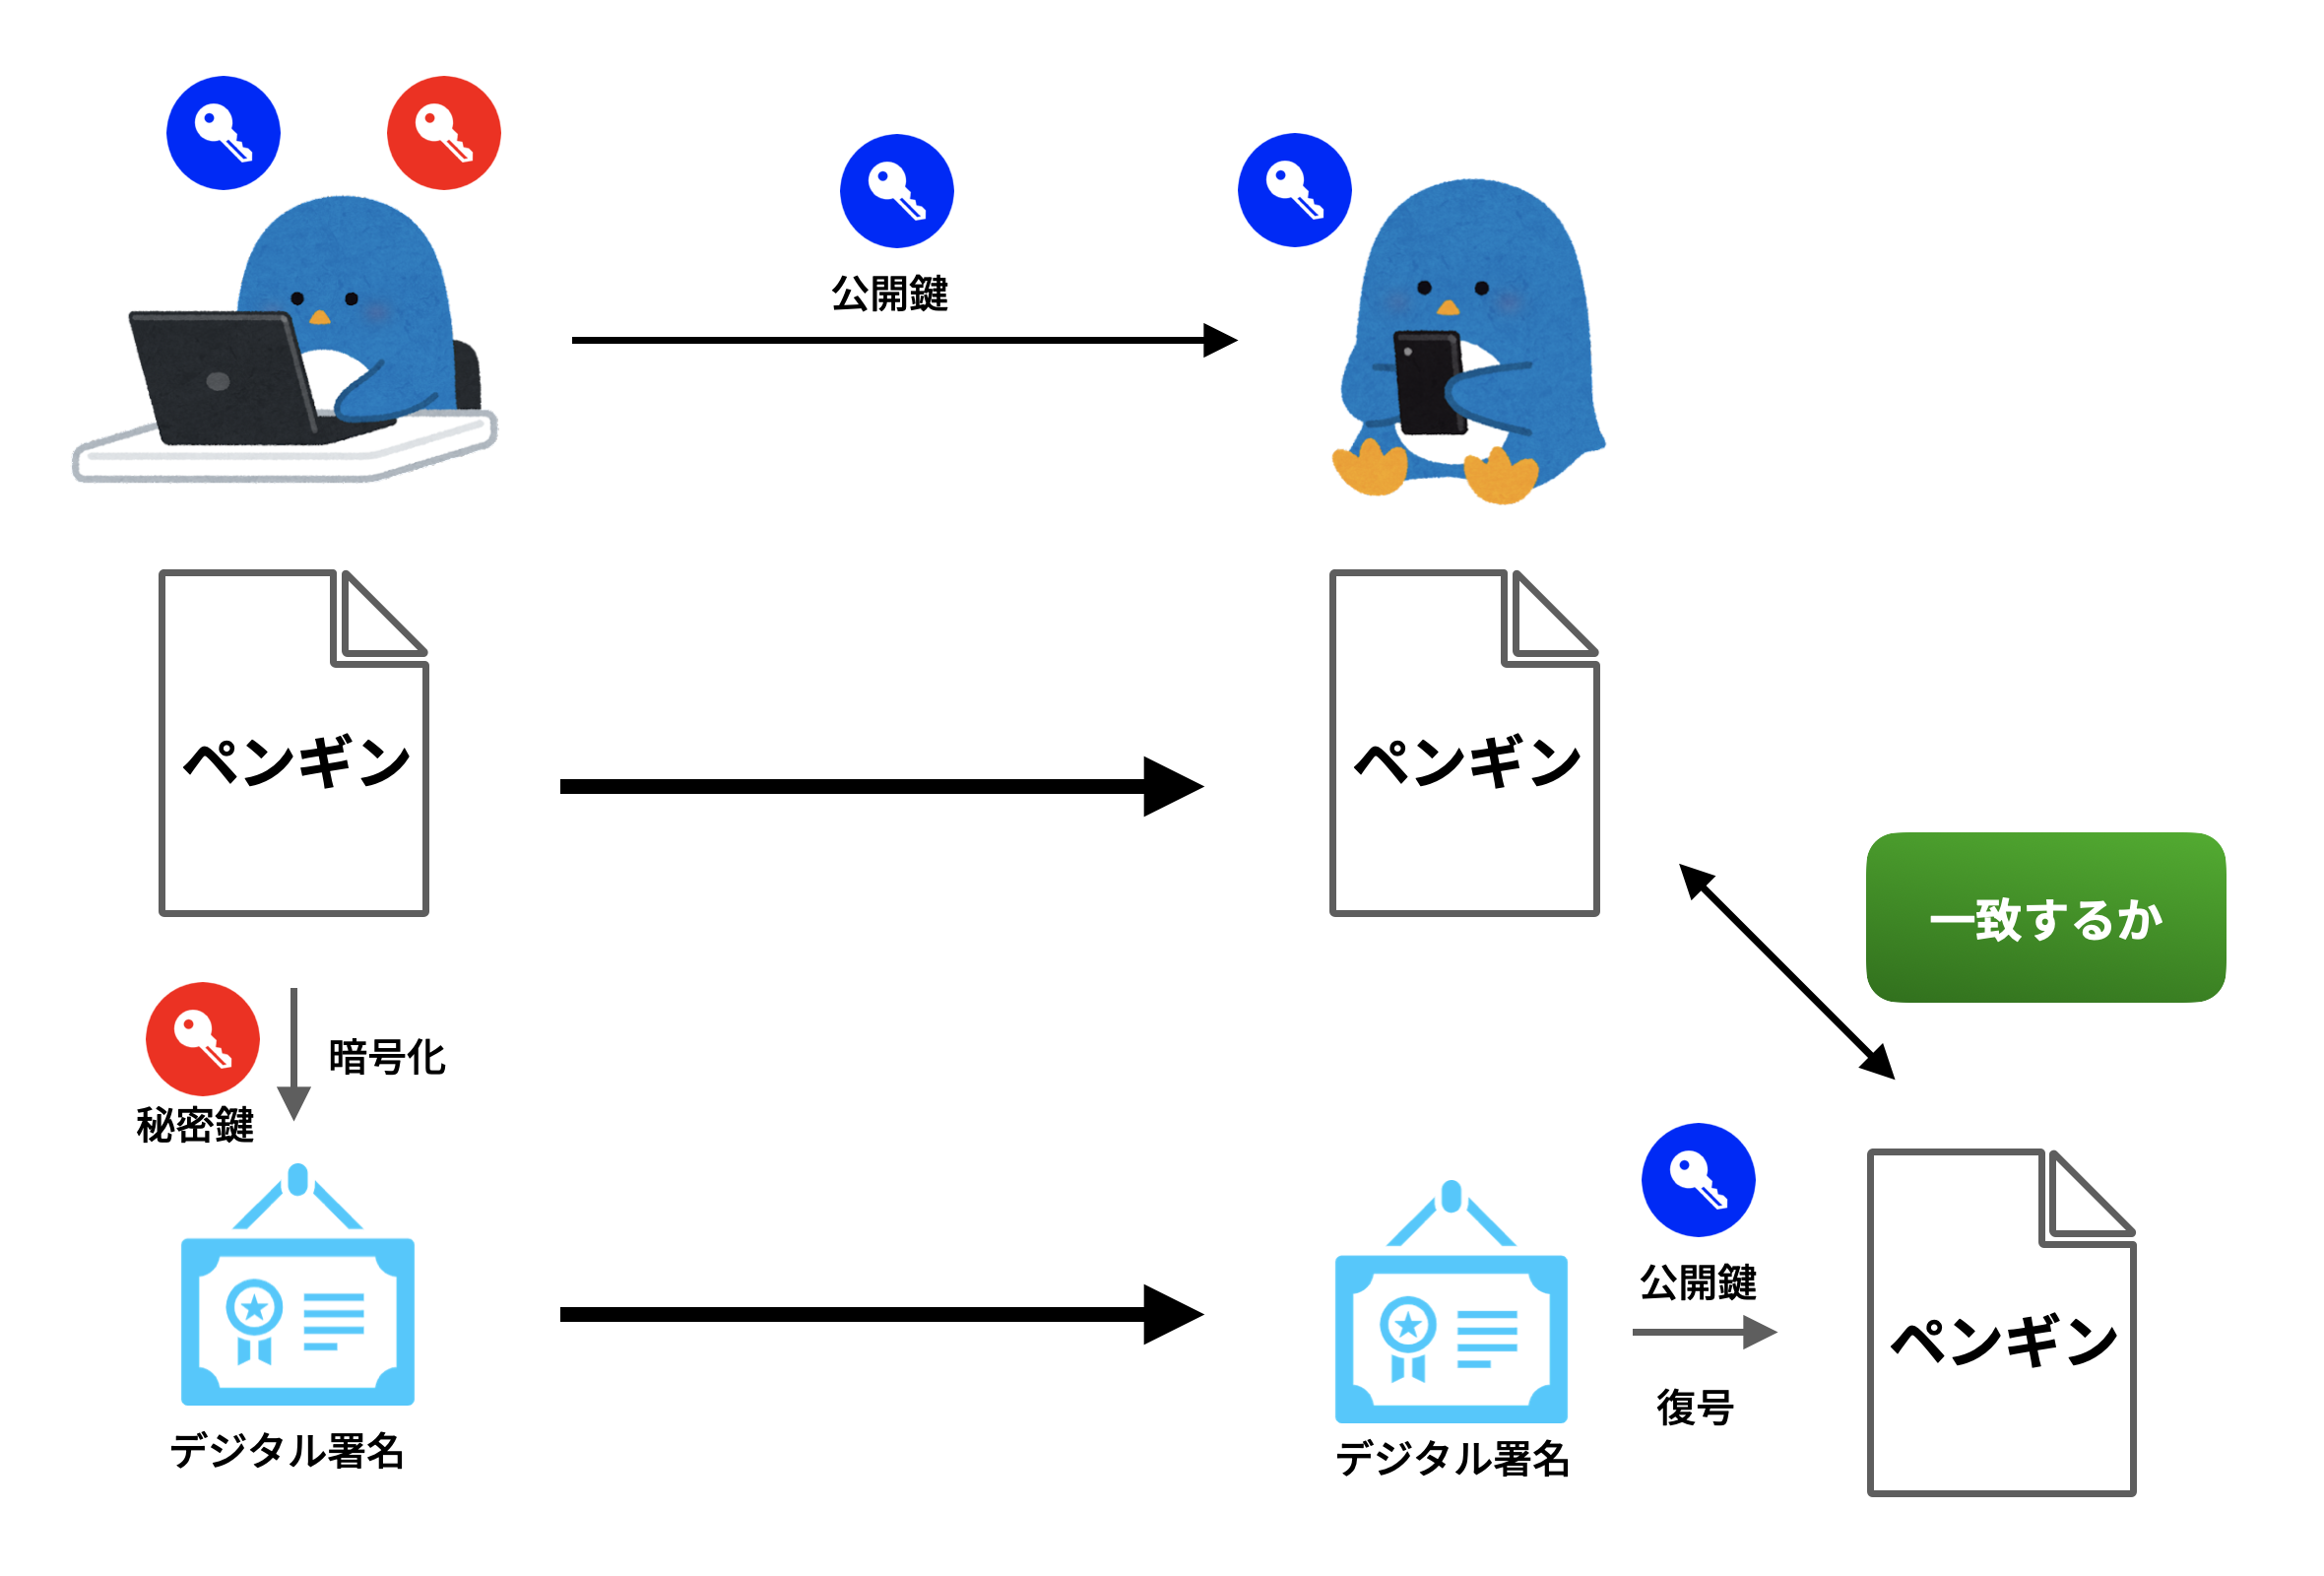 公開鍵
ペンギン
ペンギン
一致するか
暗号化
秘密鍵
公開鍵
ペンギン
復号
デジタル署名
デジタル署名